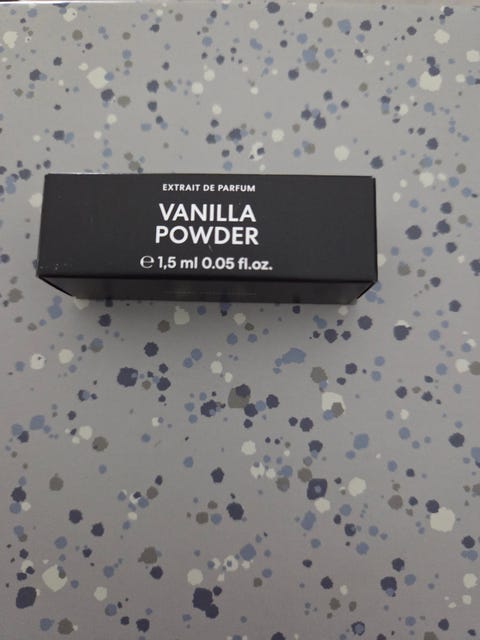 EXTRAIT DE PARFUM
VANILLA
POWDER
℮ 1,5 ml 0.05 fl.oz.